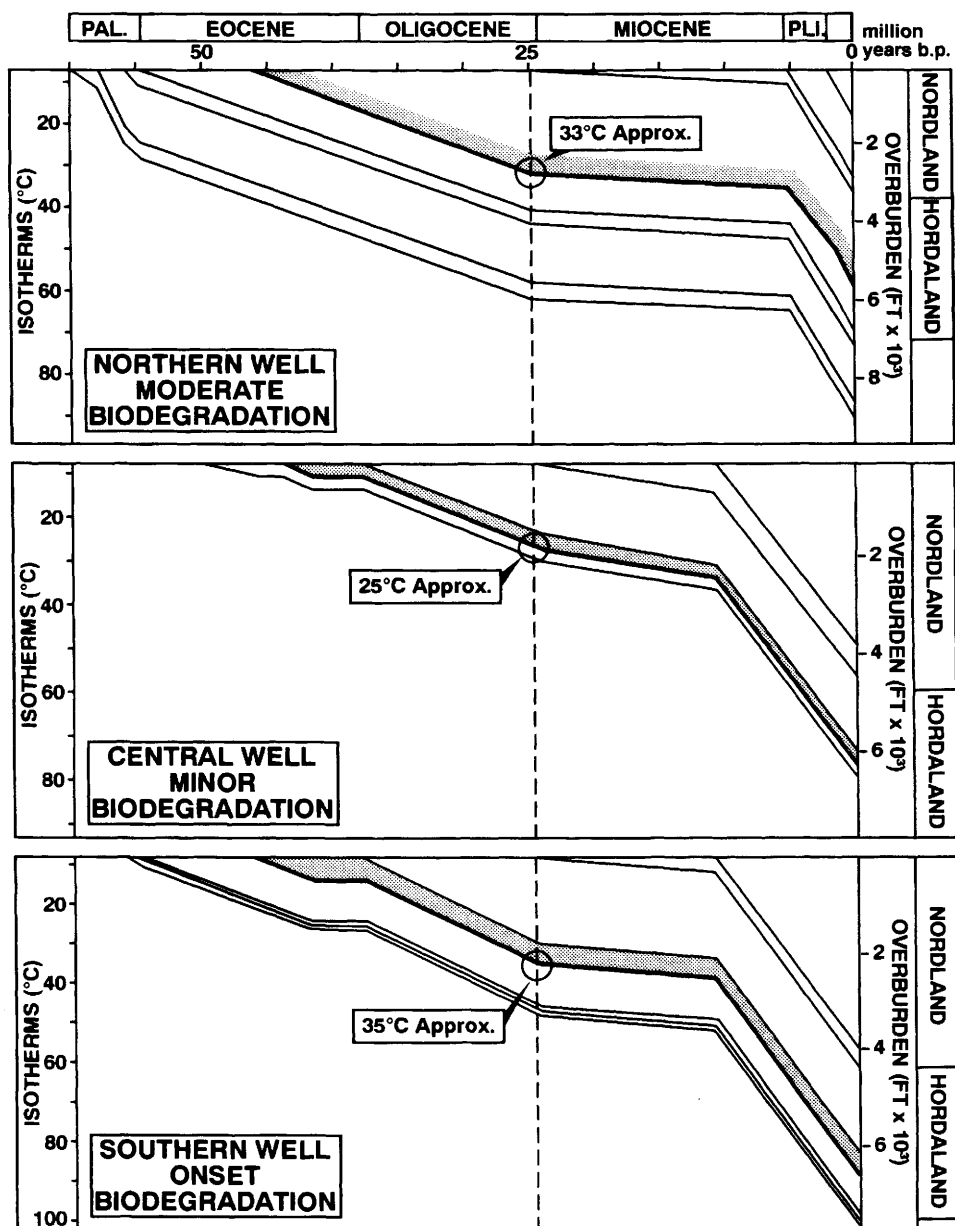 PAL. EOCENE OLIGOCENE MIOCENE PLI. million
50 25 0 years b.p.
ISOTHERMS (°C)
20
40
60
80
33°C Approx.
NORTHERN WELL
MODERATE
BIODEGRADATION
2
4
6
8
OVERBURDEN (FT x 10³)
NORDLAND
HORDALAND
ISOTHERMS (°C)
20
40
60
80
25°C Approx.
CENTRAL WELL
MINOR
BIODEGRADATION
2
4
6
OVERBURDEN (FT x 10³)
NORDLAND
HORDALAND
ISOTHERMS (°C)
20
40
60
80
100
35°C Approx.
SOUTHERN WELL
ONSET
BIODEGRADATION
2
4
6
OVERBURDEN (FT x 10³)
NORDLAND
HORDALAND